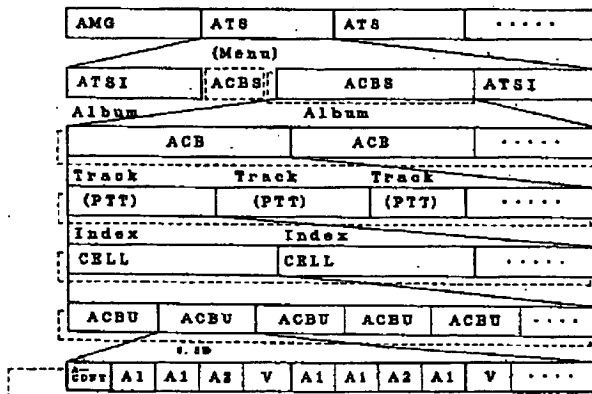 AMG ATS ATS .....
(Menu)
ATSI ACBS ACBS ATSI
Album Album
ACB ACB .....
Track Track Track
(PTT) (PTT) (PTT) .....
Index Index
CELL CELL .....
ACBU ACBU ACBU ACBU ACBU ....
A1 A1 A2 V A1 A1 A2 A1 V .....